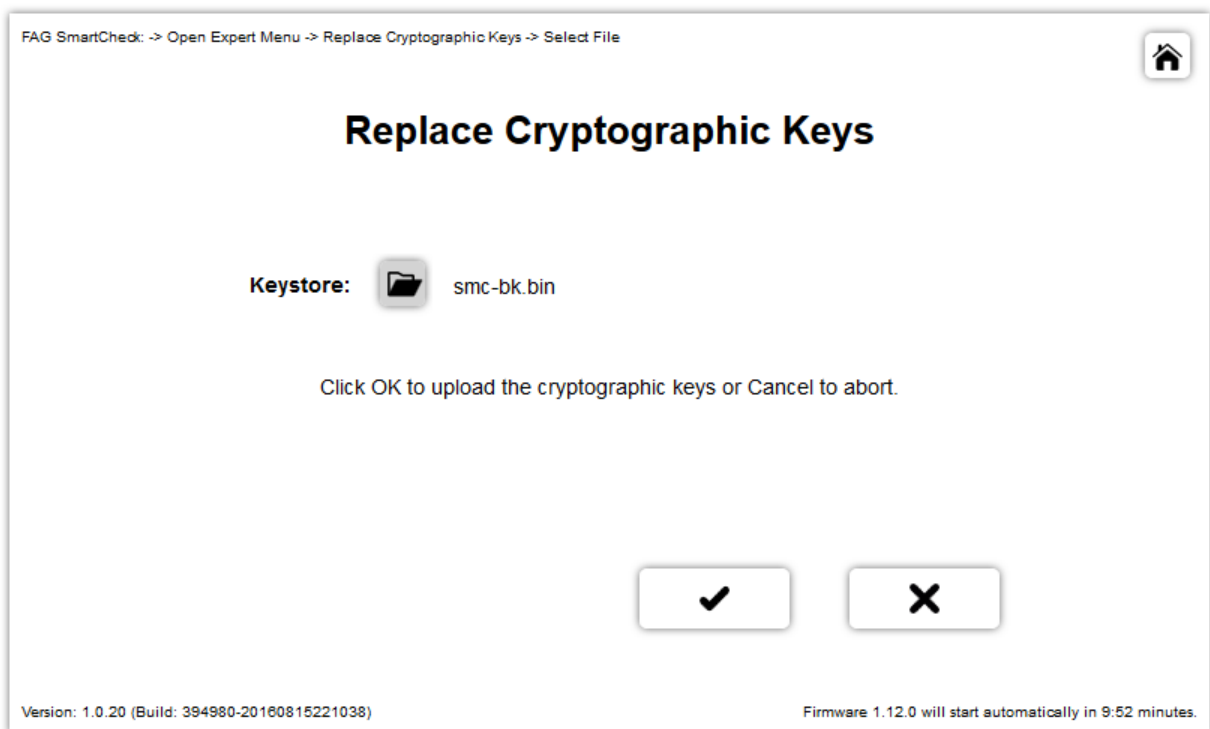 FAG SmartCheck: -> Open Expert Menu -> Replace Cryptographic Keys -> Select File
Replace Cryptographic Keys
Keystore: smc-bk.bin
Click OK to upload the cryptographic keys or Cancel to abort.
Version: 1.0.20 (Build: 394980-20160815221038) Firmware 1.12.0 will start automatically in 9:52 minutes.